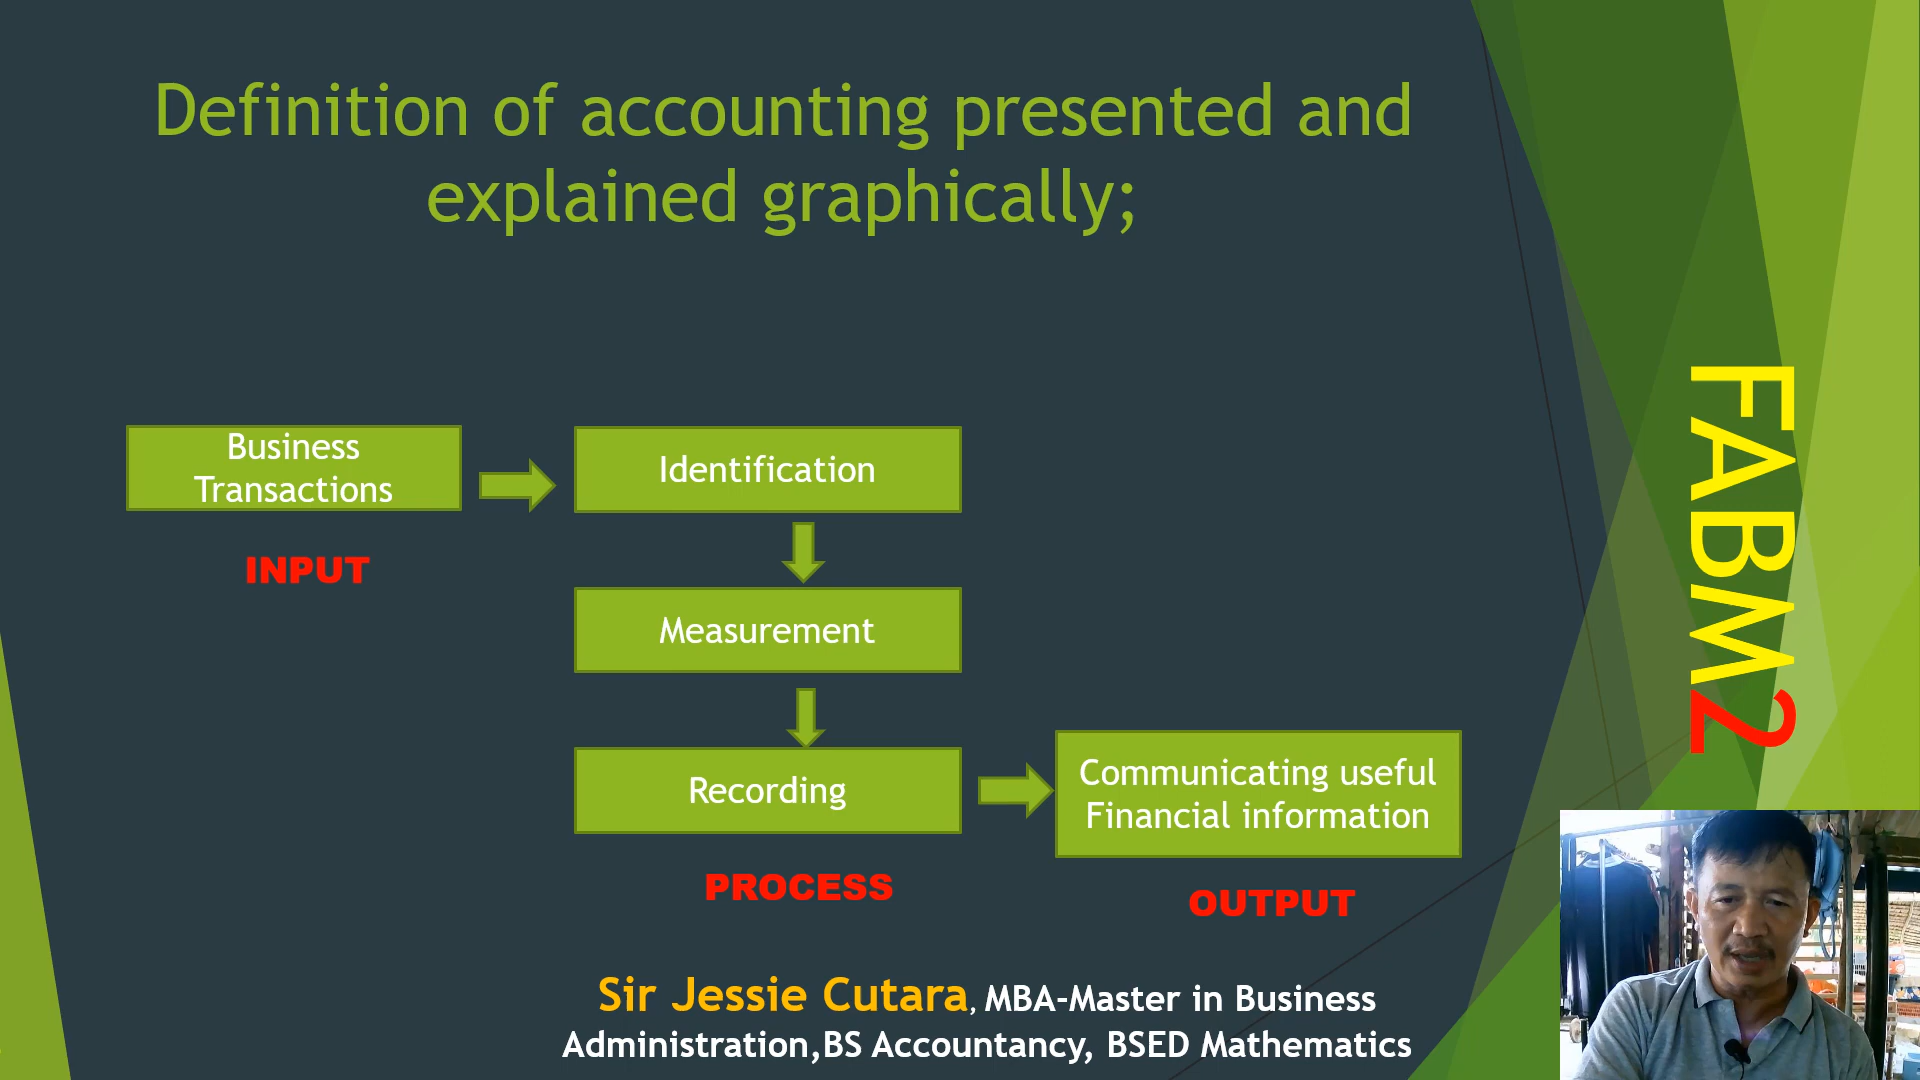 Definition of accounting presented and
explained graphically;
Business
Transactions
INPUT
Identification
Measurement
Recording
PROCESS
Communicating useful
Financial information
OUTPUT
FABM2
Sir Jessie Cutara, MBA-Master in Business
Administration,BS Accountancy, BSED Mathematics